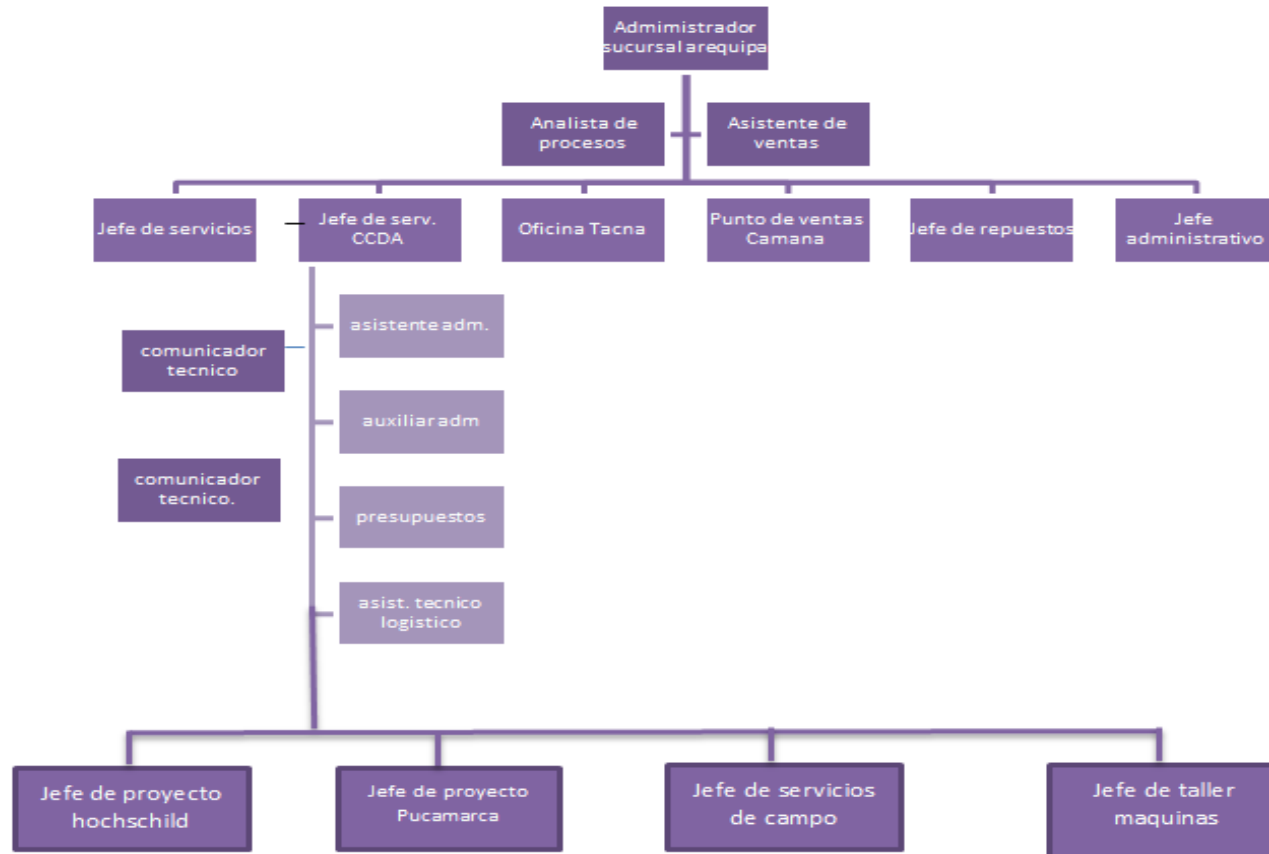 Admimistrador
sucursal arequipa
Analista de
procesos
Asistente de
ventas
Jefe de servicios
Jefe de serv.
CCDA
Oficina Tacna
Punto de ventas
Camana
Jefe de repuestos
Jefe
administrativo
asistente adm.
comunicador
tecnico
auxiliar adm
comunicador
tecnico.
presupuestos
asist. tecnico
logistico
Jefe de proyecto
hochschild
Jefe de proyecto
Pucamarca
Jefe de servicios
de campo
Jefe de taller
maquinas